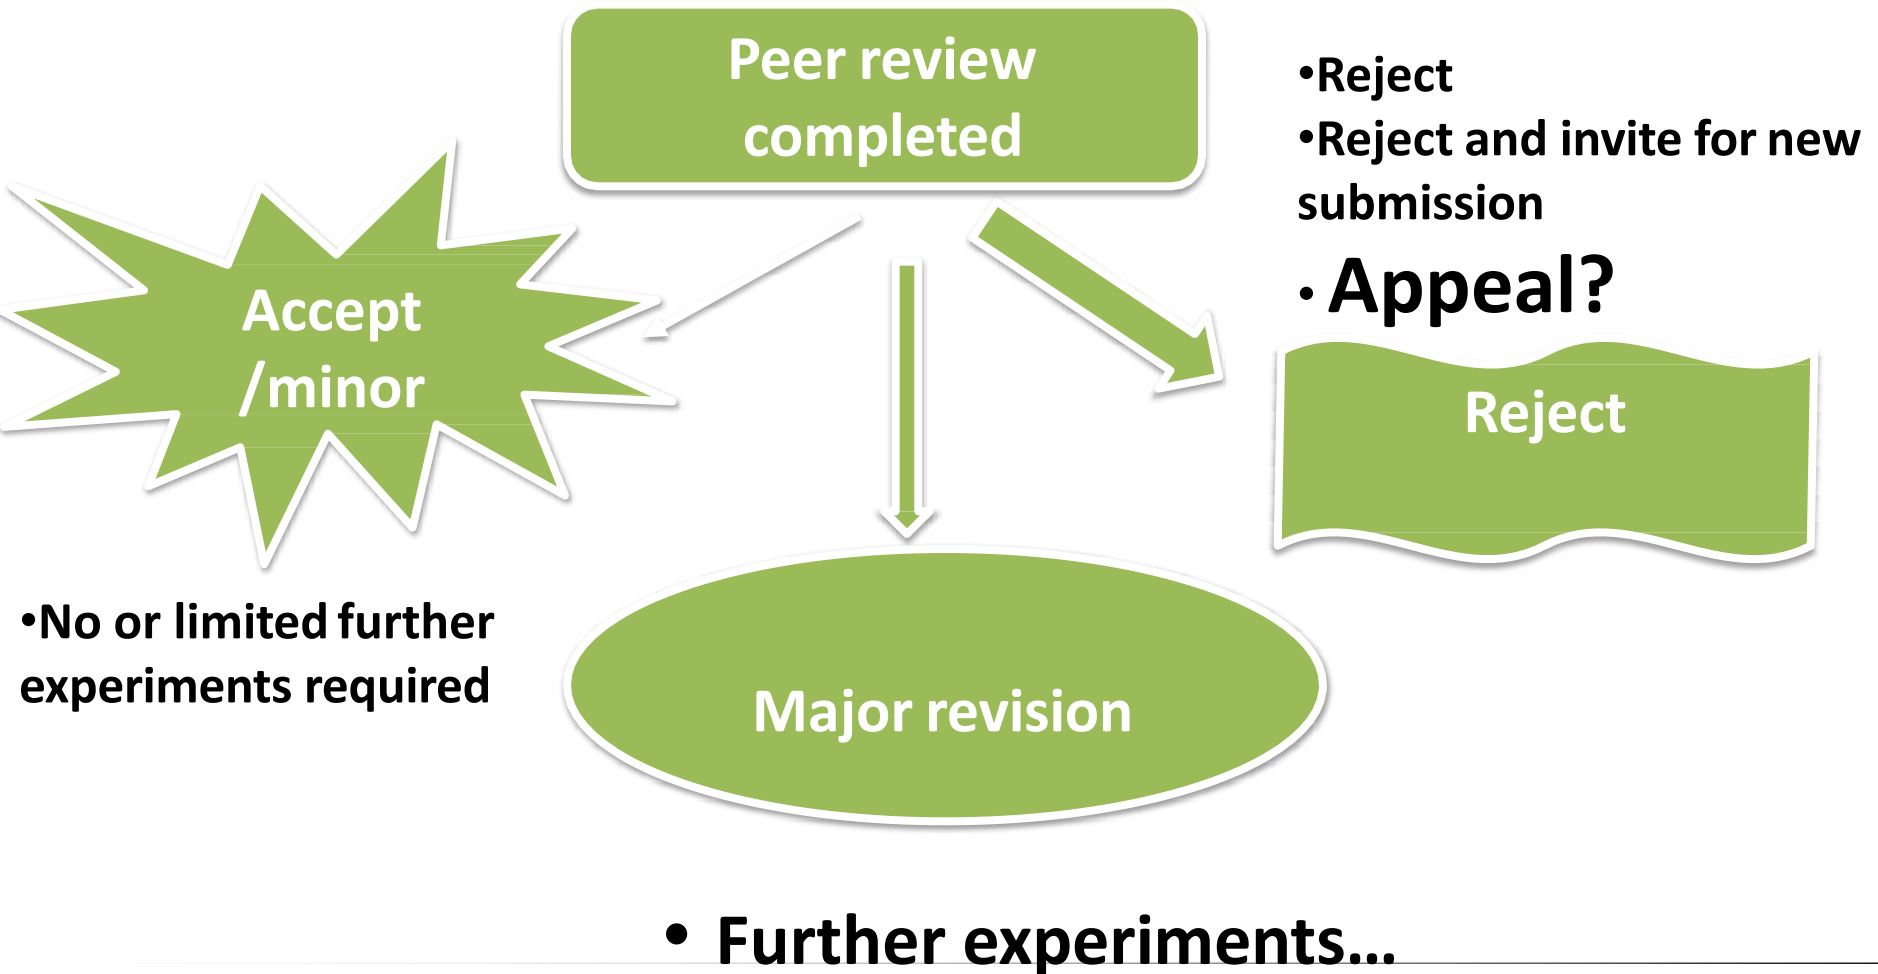 Peer review
completed
•Reject
•Reject and invite for new
submission
• Appeal?
Accept
/minor
Reject
•No or limited further
experiments required
Major revision
• Further experiments...